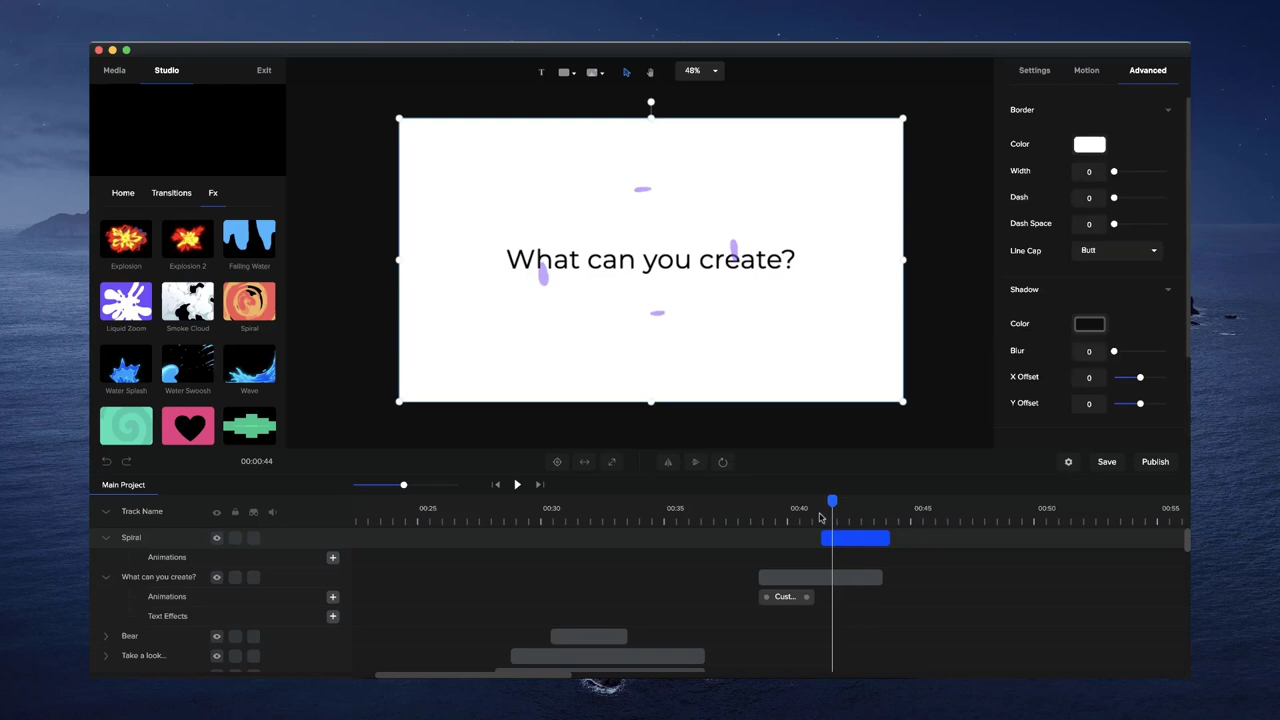 Media Studio Exit
T 48%
Settings Motion Advanced
Home Transitions Fx
Explosion Explosion 2 Falling Water
Liquid Zoom Smoke Cloud Spiral
Water Splash Water Swoosh Wave
What can you create?
Border
Color
Width 0
Dash 0
Dash Space 0
Line Cap Butt
Shadow
Color
Blur 0
X Offset 0
Y Offset 0
00:00:44
Save Publish
Main Project
Track Name
00:25 00:30 00:35 00:40 00:45 00:50 00:55
Spiral
Animations
What can you create?
Animations Cust...
Text Effects
Bear
Take a look...